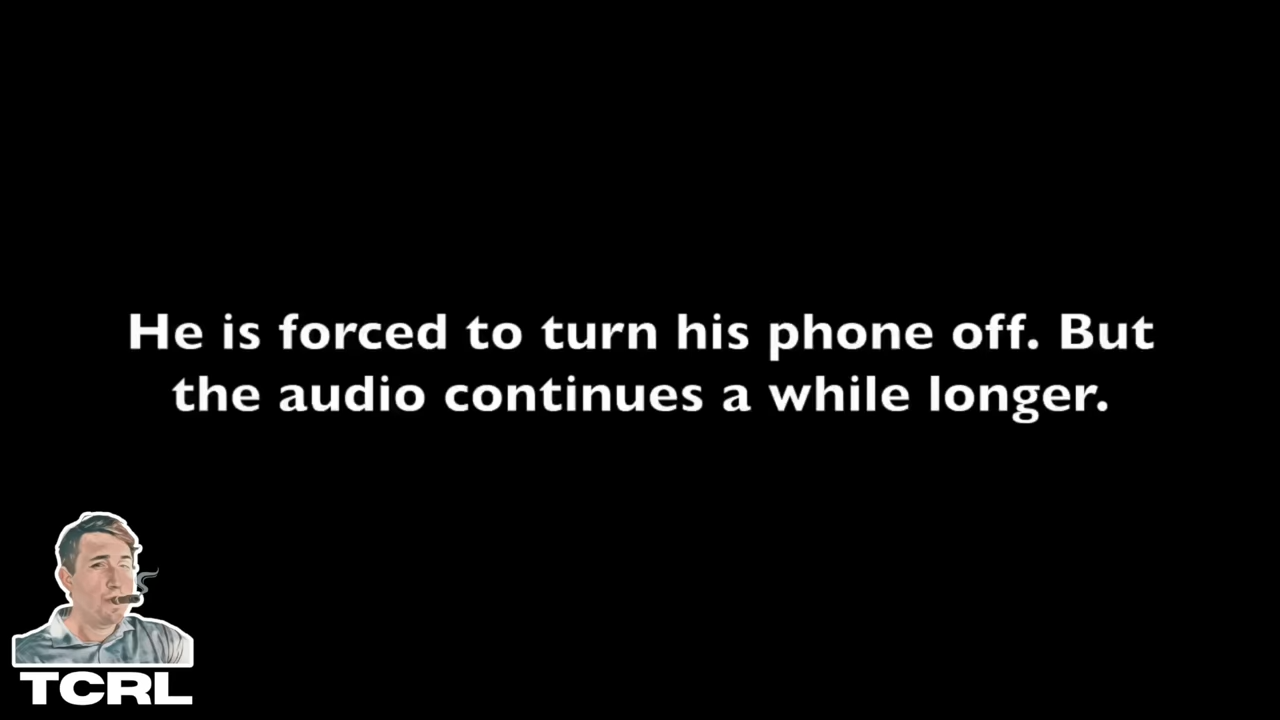 He is forced to turn his phone off. But
the audio continues a while longer.
TCRL